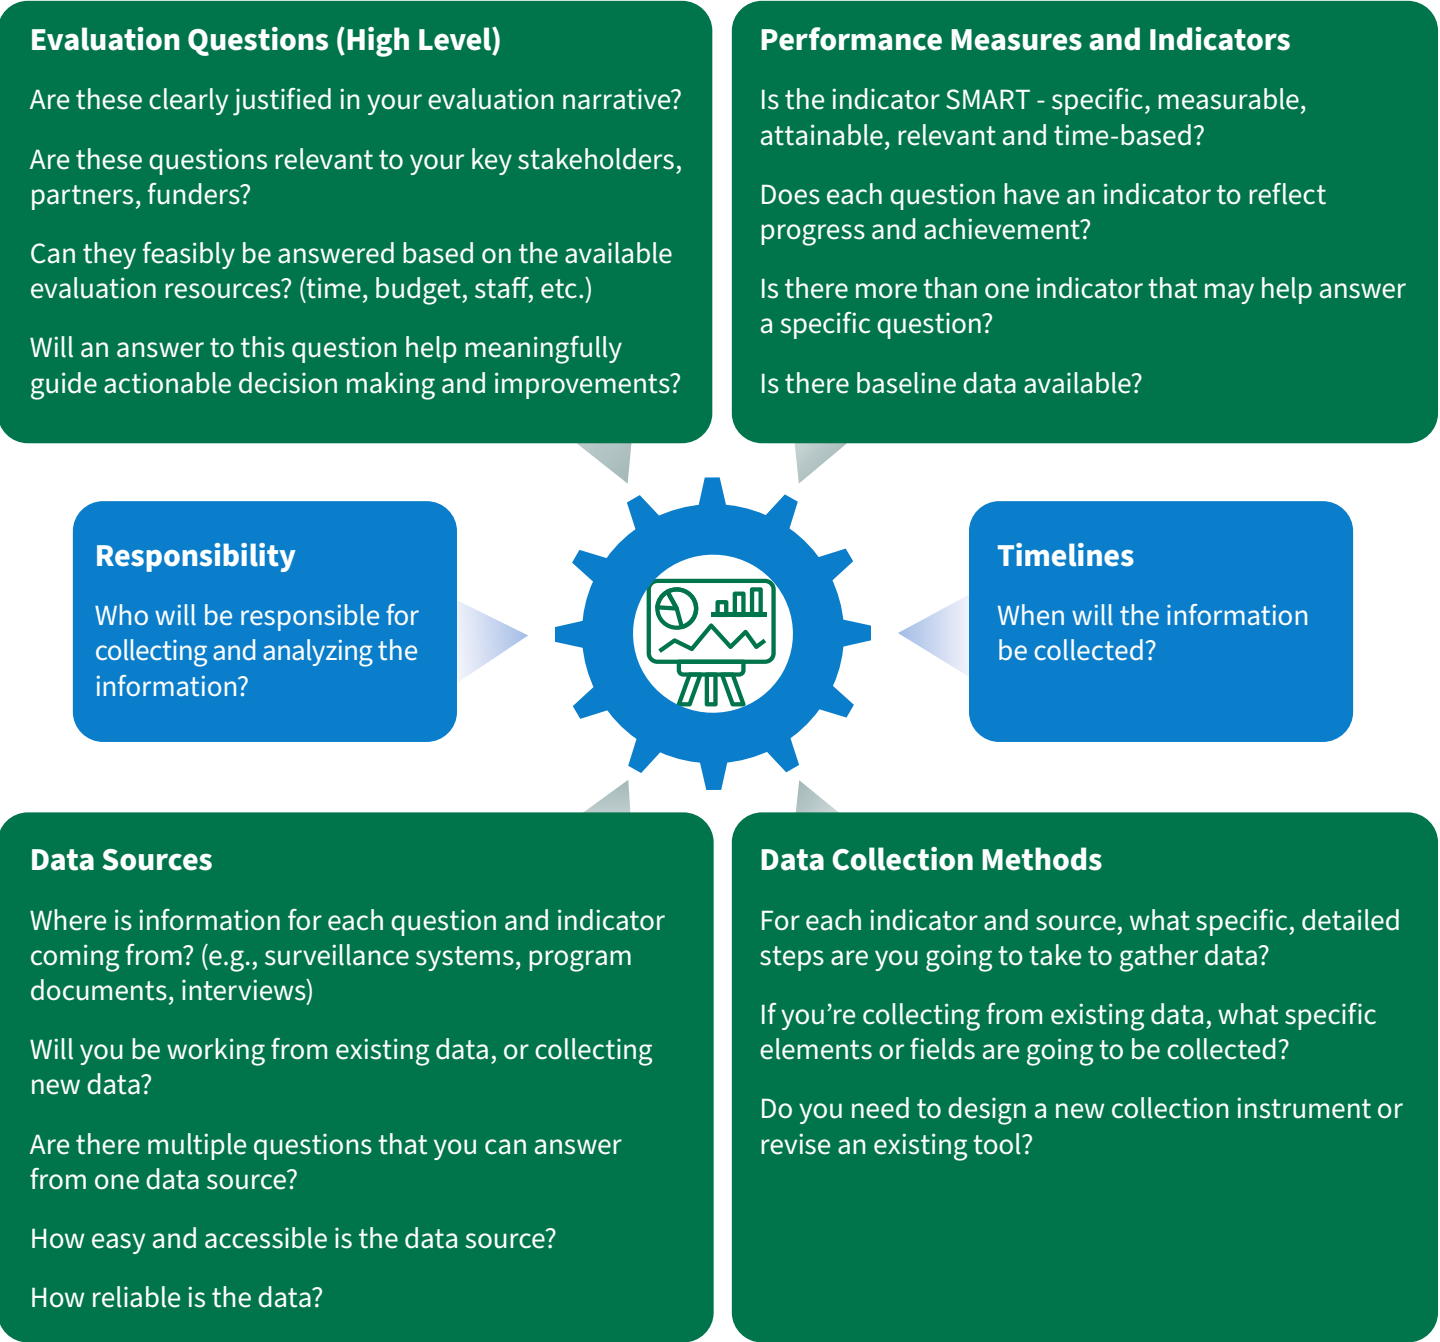 Evaluation Questions (High Level)
Are these clearly justified in your evaluation narrative?
Are these questions relevant to your key stakeholders,
partners, funders?
Can they feasibly be answered based on the available
evaluation resources? (time, budget, staff, etc.)
Will an answer to this question help meaningfully
guide actionable decision making and improvements?
Performance Measures and Indicators
Is the indicator SMART - specific, measurable,
attainable, relevant and time-based?
Does each question have an indicator to reflect
progress and achievement?
Is there more than one indicator that may help answer
a specific question?
Is there baseline data available?
Responsibility
Who will be responsible for
collecting and analyzing the
information?
Timelines
When will the information
be collected?
Data Sources
Where is information for each question and indicator
coming from? (e.g., surveillance systems, program
documents, interviews)
Will you be working from existing data, or collecting
new data?
Are there multiple questions that you can answer
from one data source?
How easy and accessible is the data source?
How reliable is the data?
Data Collection Methods
For each indicator and source, what specific, detailed
steps are you going to take to gather data?
If you’re collecting from existing data, what specific
elements or fields are going to be collected?
Do you need to design a new collection instrument or
revise an existing tool?